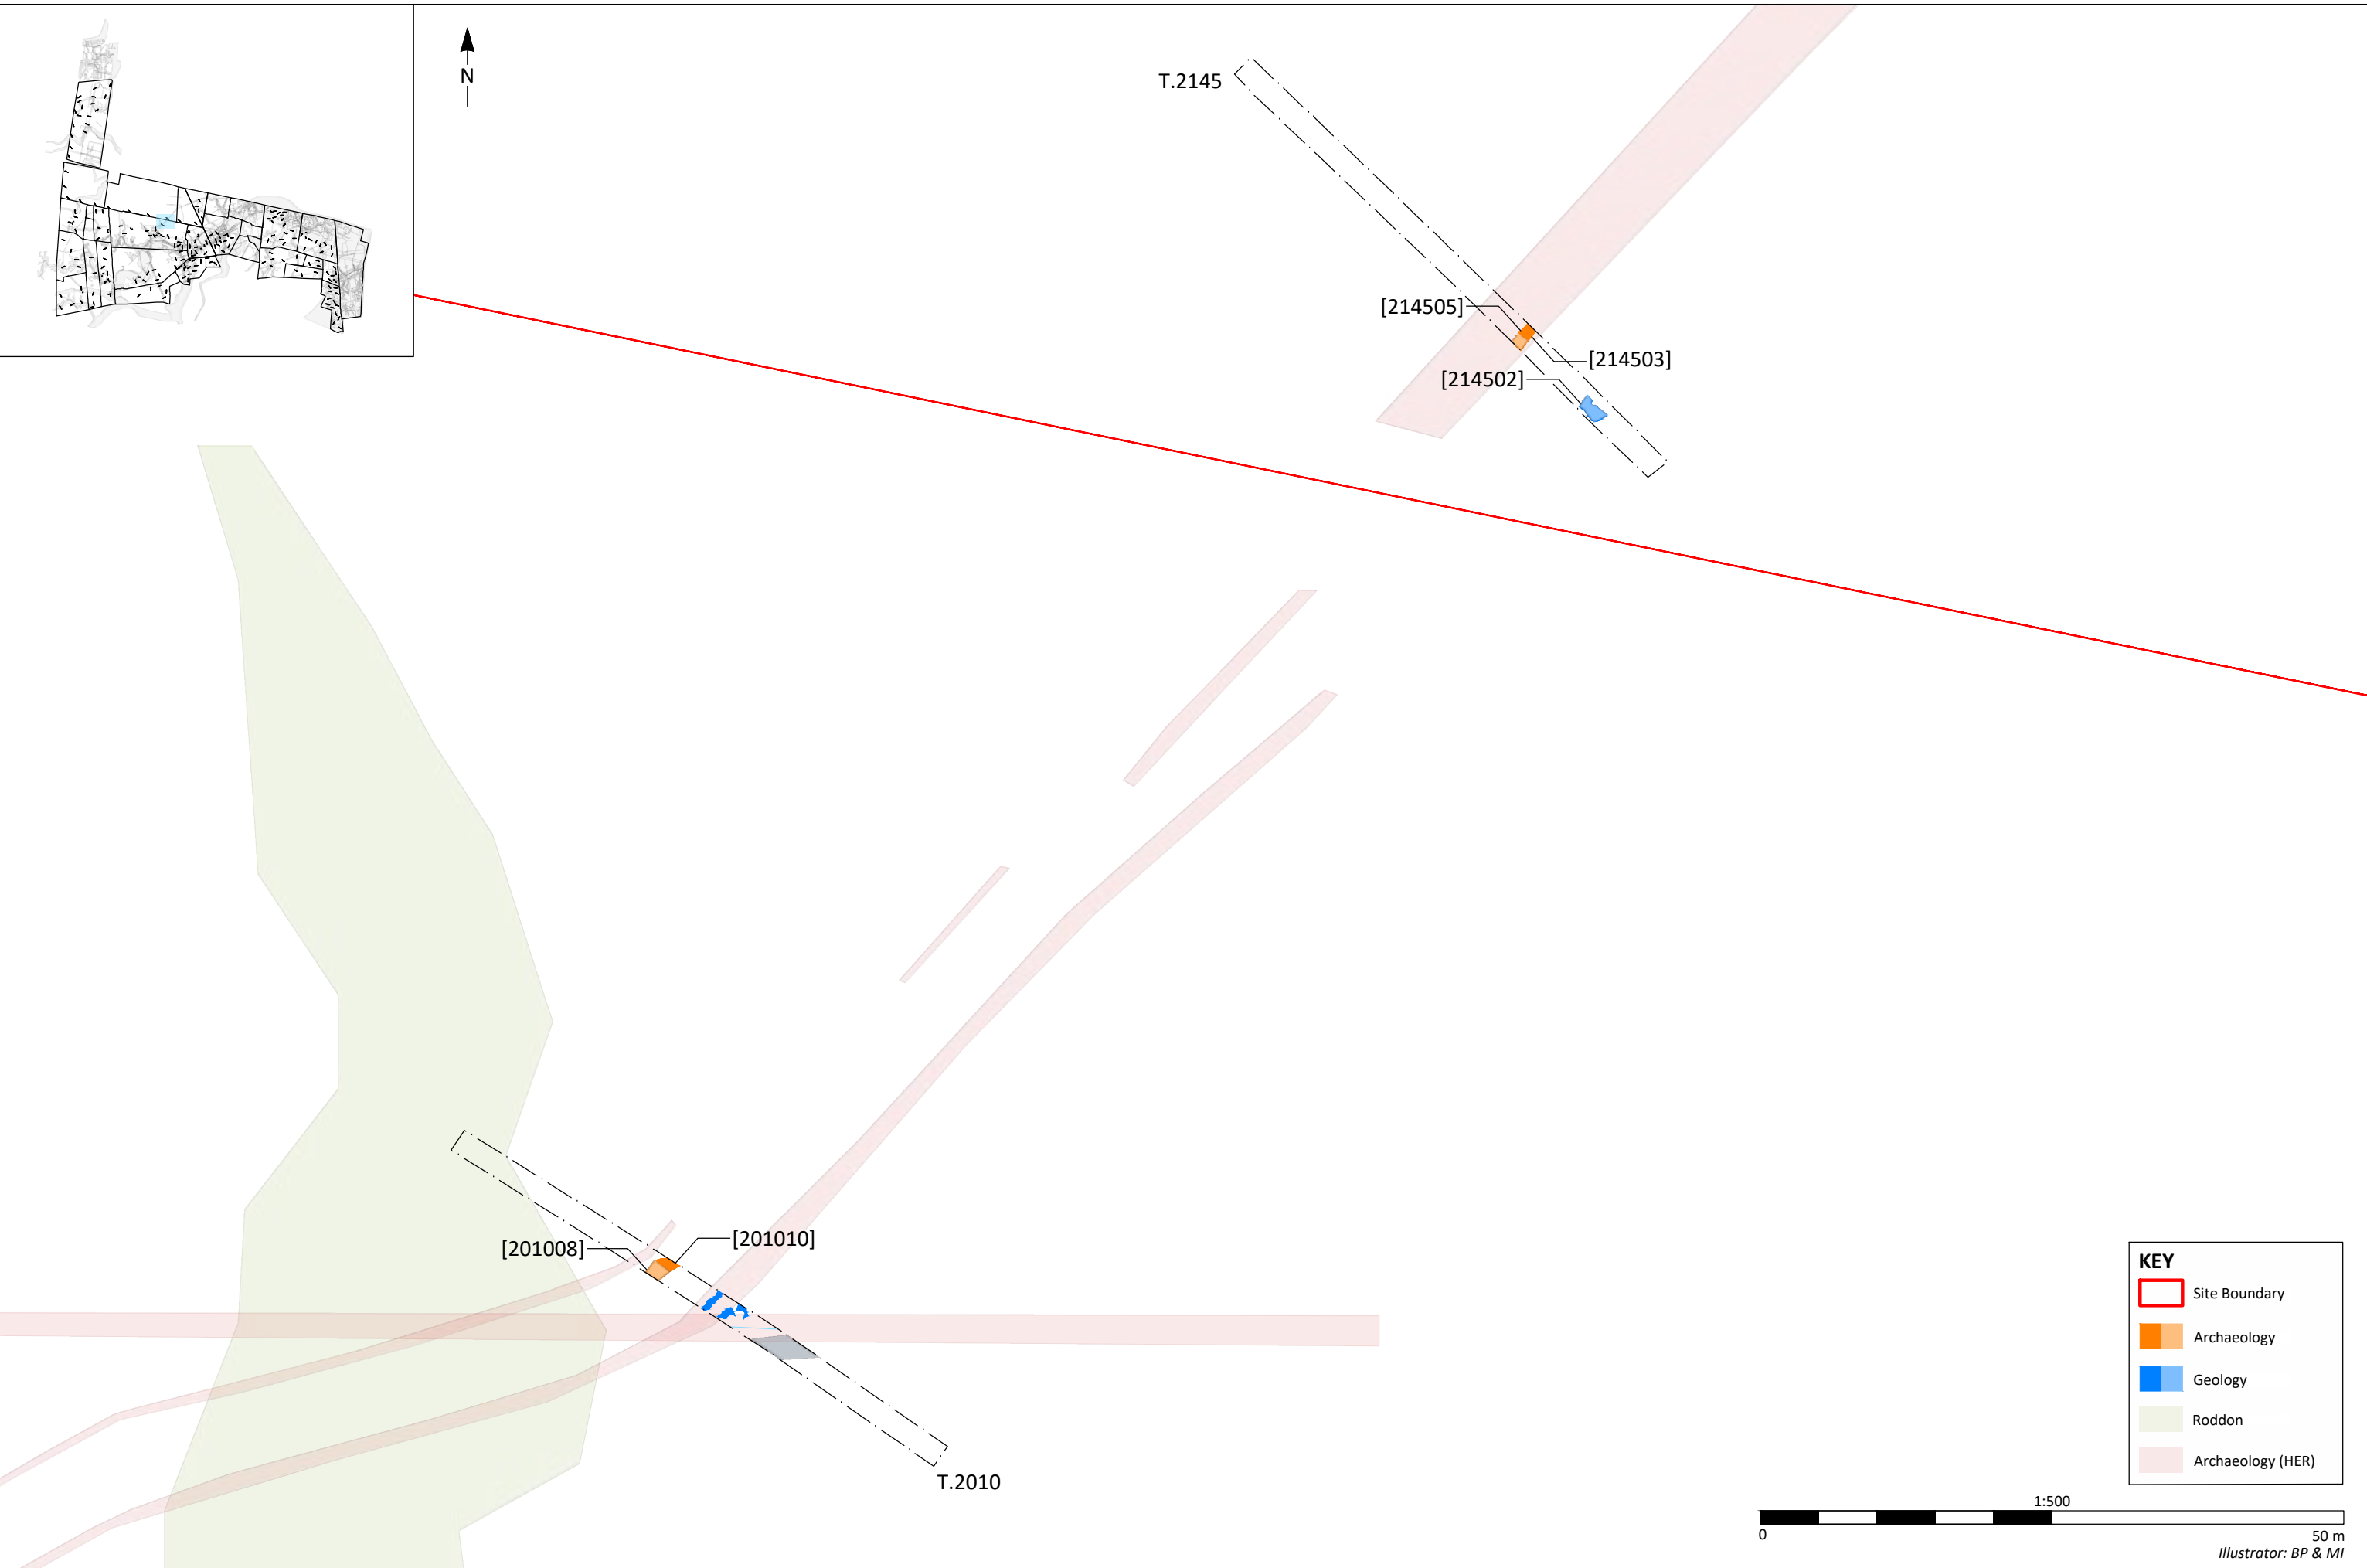 N
T.2145
[214505]
[214503]
[214502]
[201008]
[201010]
T.2010
KEY
Site Boundary
Archaeology
Geology
Roddon
Archaeology (HER)
1:500
0
50 m
Illustrator: BP & MI